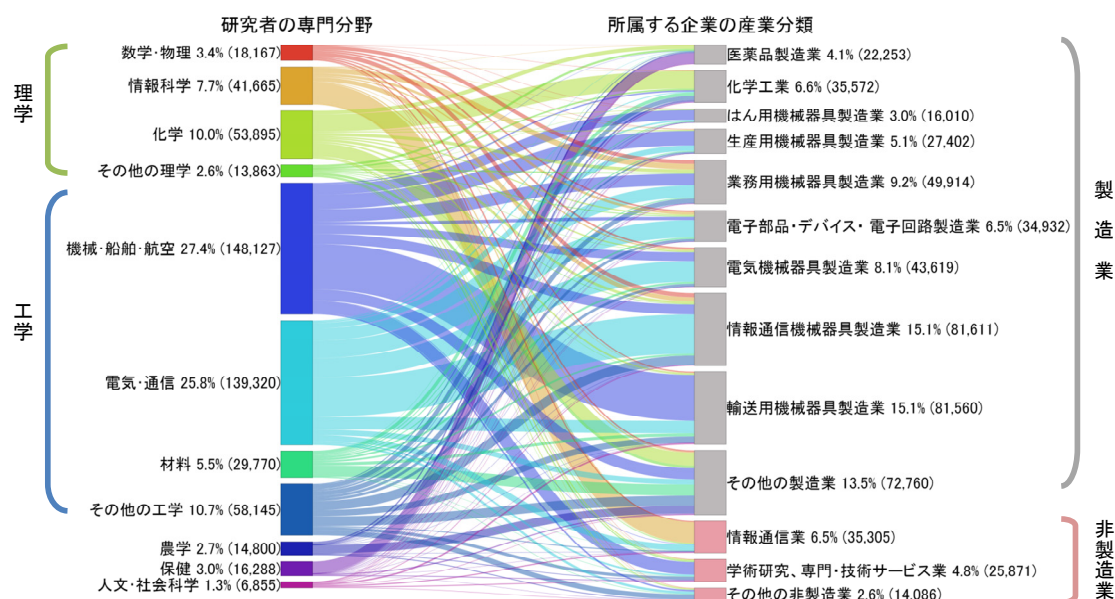 研究者の専門分野
所属する企業の産業分類
理学
数学・物理 3.4% (18,167)
情報科学 7.7% (41,665)
化学 10.0% (53,895)
その他の理学 2.6% (13,863)
工学
機械・船舶・航空 27.4% (148,127)
電気・通信 25.8% (139,320)
材料 5.5% (29,770)
その他の工学 10.7% (58,145)
農学 2.7% (14,800)
保健 3.0% (16,288)
人文・社会科学 1.3% (6,855)
医薬品製造業 4.1% (22,253)
化学工業 6.6% (35,572)
はん用機械器具製造業 3.0% (16,010)
生産用機械器具製造業 5.1% (27,402)
業務用機械器具製造業 9.2% (49,914)
電子部品・デバイス・ 電子回路製造業 6.5% (34,932)
電気機械器具製造業 8.1% (43,619)
情報通信機械器具製造業 15.1% (81,611)
輸送用機械器具製造業 15.1% (81,560)
その他の製造業 13.5% (72,760)
製造業
情報通信業 6.5% (35,305)
学術研究、専門・技術サービス業 4.8% (25,871)
その他の非製造業 2.6% (14,086)
非製造業